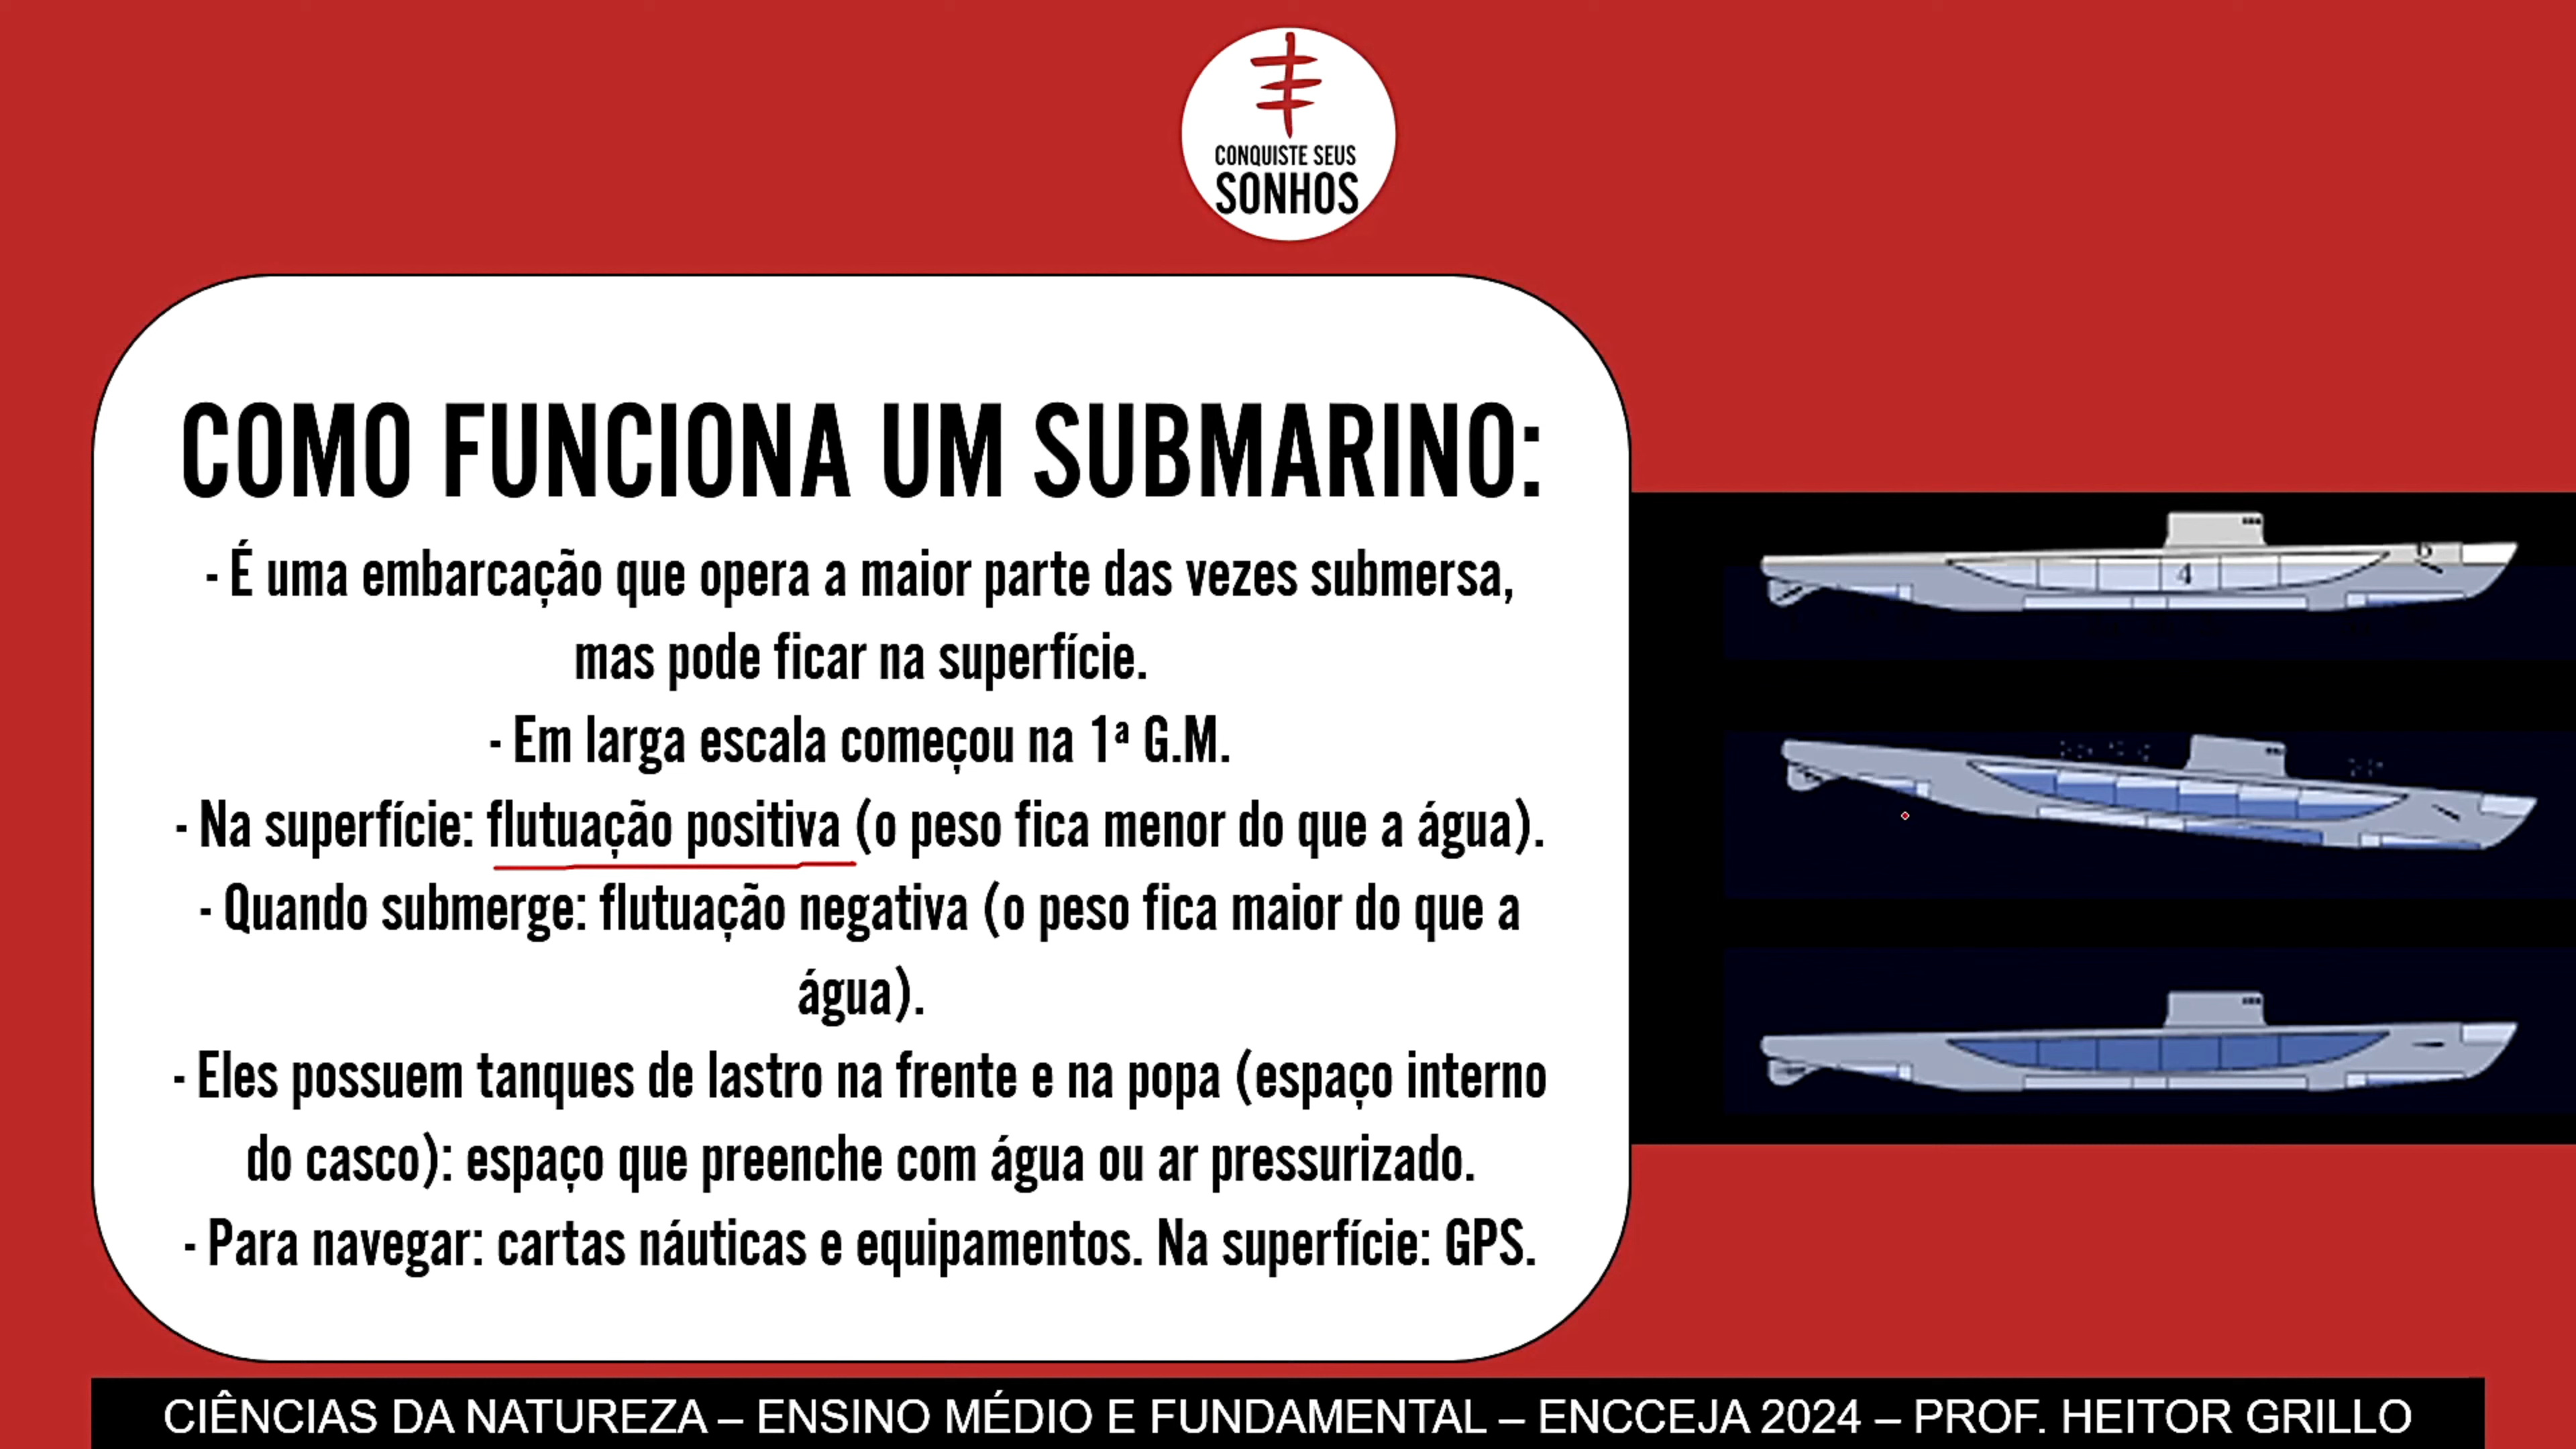 CONQUISTE SEUS
SONHOS
COMO FUNCIONA UM SUBMARINO:
- É uma embarcação que opera a maior parte das vezes submersa,
mas pode ficar na superfície.
- Em larga escala começou na 1ª G.M.
- Na superfície: flutuação positiva (o peso fica menor do que a água).
- Quando submerge: flutuação negativa (o peso fica maior do que a
água).
- Eles possuem tanques de lastro na frente e na popa (espaço interno
do casco): espaço que preenche com água ou ar pressurizado.
- Para navegar: cartas náuticas e equipamentos. Na superfície: GPS.
4
CIÊNCIAS DA NATUREZA – ENSINO MÉDIO E FUNDAMENTAL – ENCCEJA 2024 – PROF. HEITOR GRILLO